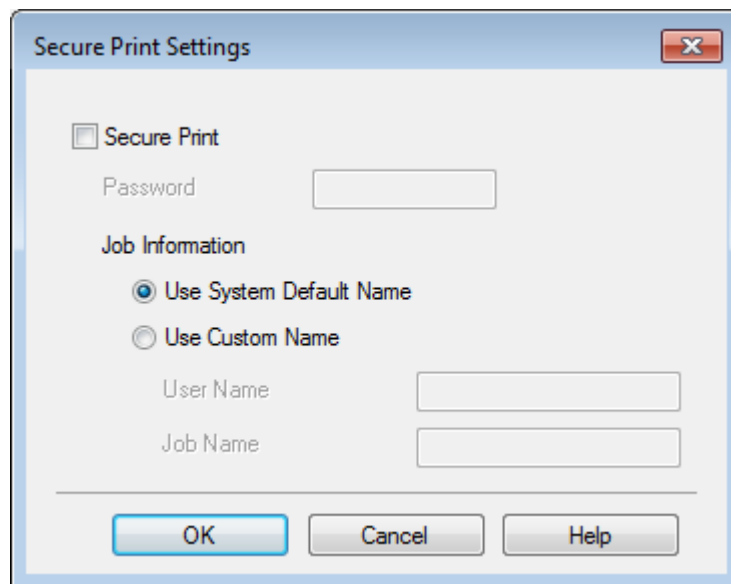 Secure Print Settings
Secure Print
Password
Job Information
Use System Default Name
Use Custom Name
User Name
Job Name
OK Cancel Help